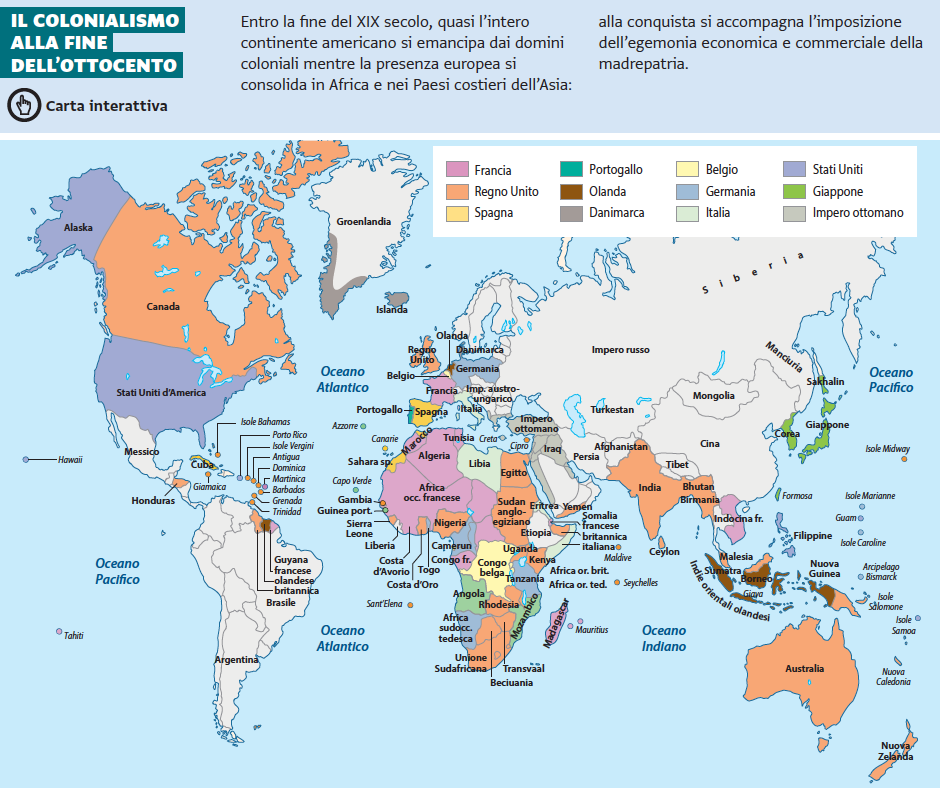 IL COLONIALISMO
ALLA FINE
DELL'OTTOCENTO
Carta interattiva
Entro la fine del XIX secolo, quasi l'intero
continente americano si emancipa dai domini
coloniali mentre la presenza europea si
consolida in Africa e nei Paesi costieri dell'Asia:
alla conquista si accompagna l'imposizione
dell'egemonia economica e commerciale della
madrepatria.
Francia
Regno Unito
Spagna
Portogallo
Olanda
Danimarca
Belgio
Germania
Italia
Stati Uniti
Giappone
Impero ottomano
Alaska
Groenlandia
Canada
Islanda
Siberia
Stati Uniti d'America
Oceano
Atlantico
Olanda
Regno
Unito
Danimarca
Belgio
Germania
Francia
Imp. austro-
ungarico
Italia
Portogallo
Spagna
Azzorre
Impero russo
Manciuria
Sakhalin
Oceano
Pacifico
Mongolia
Turkestan
Impero
ottomano
Corea
Giappone
Messico
Isole Bahamas
Porto Rico
Isole Vergini
Antigua
Dominica
Martinica
Barbados
Grenada
Trinidad
Hawaii
Cuba
Giamaica
Honduras
Canarie
Marocco
Tunisia
Creta
Cipro
Iraq
Persia
Afghanistan
Cina
Tibet
Isole Midway
Sahara sp.
Algeria
Libia
Egitto
India
Bhutan
Birmania
Capo Verde
Africa
occ. francese
Gambia
Guinea port.
Sierra
Leone
Liberia
Costa
d'Avorio
Togo
Costa d'Oro
Nigeria
Camerun
Congo fr.
Sudan
anglo-
egiziano
Eritrea
Yemen
Etiopia
Somalia
francese
britannica
italiana
Maldive
Ceylon
Indocina fr.
Formosa
Isole Marianne
Guam
Filippine
Isole Caroline
Uganda
Kenya
Congo
belga
Africa or. brit.
Tanzania
Africa or. ted.
Seychelles
Malesia
Sumatra
Borneo
Giava
Indie orientali olandesi
Nuova
Guinea
Arcipelago
Bismarck
Isole
Salomone
Isole
Samoa
Guyana
francese
olandese
britannica
Brasile
Oceano
Pacifico
Tahiti
Argentina
Sant'Elena
Oceano
Atlantico
Angola
Rhodesia
Mozambico
Madagascar
Mauritius
Africa
sudocc.
tedesca
Unione
Sudafricana
Transvaal
Beciuania
Oceano
Indiano
Australia
Nuova
Caledonia
Nuova
Zelanda